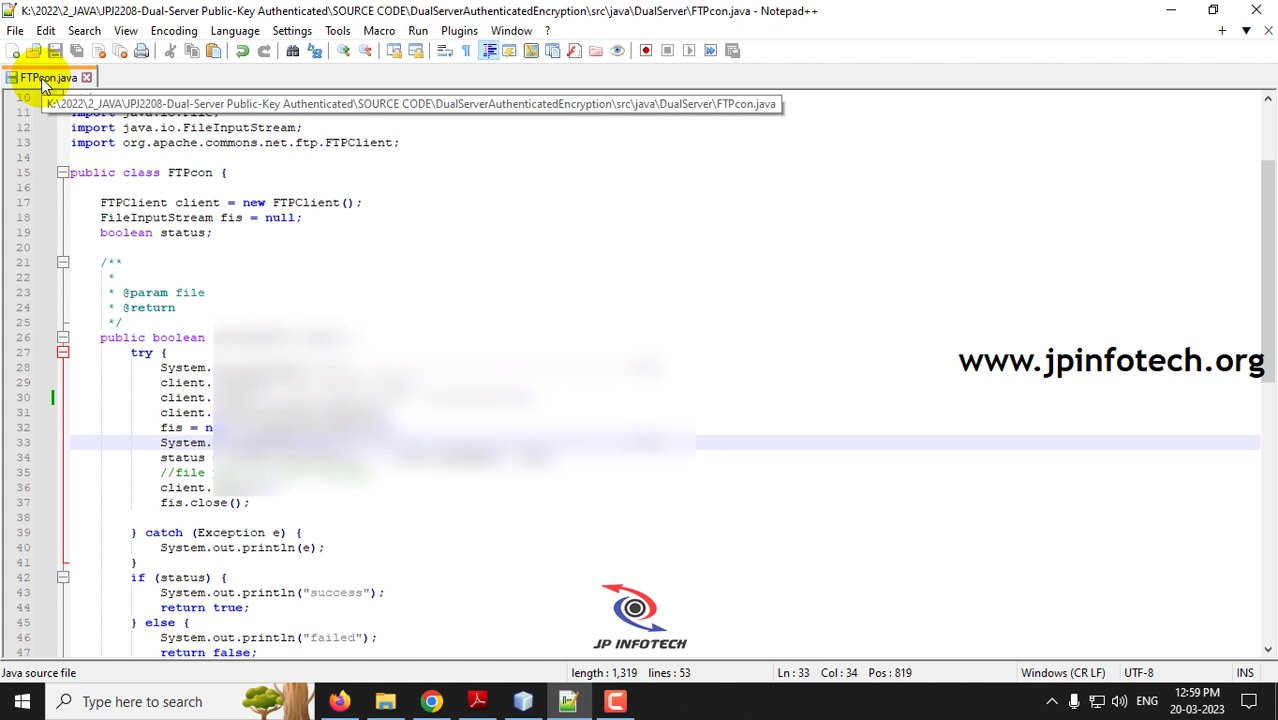 K:\2022\2_JAVA\JPJ2208-Dual-Server Public-Key Authenticated\SOURCE CODE\DualServerAuthenticatedEncryption\src\java\DualServer\FTPcon.java - Notepad++
File Edit Search View Encoding Language Settings Tools Macro Run Plugins Window ?
FTPcon.java
K:\2022\2_JAVA\JPJ2208-Dual-Server Public-Key Authenticated\SOURCE CODE\DualServerAuthenticatedEncryption\src\java\DualServer\FTPcon.java
10
11 import java.io.File;
12 import java.io.FileInputStream;
13 import org.apache.commons.net.ftp.FTPClient;
14
15 public class FTPcon {
16
17 FTPClient client = new FTPClient();
18 FileInputStream fis = null;
19 boolean status;
20
21 /**
22 *
23 * @param file
24 * @return
25 */
26 public boolean
27 try {
28 System.
29 client.
30 client.
31 client.
32 fis =
33 System.
34 status
35 //file
36 client.
37 fis.close();
38
39 } catch (Exception e) {
40 System.out.println(e);
41 }
42 if (status) {
43 System.out.println("success");
44 return true;
45 } else {
46 System.out.println("failed");
47 return false;
www.jpinfotech.org
JP INFOTECH
Java source file length : 1,319 lines : 53 Ln : 33 Col : 34 Pos : 819 Windows (CR LF) UTF-8 INS
Type here to search
ENG
12:59 PM
20-03-2023